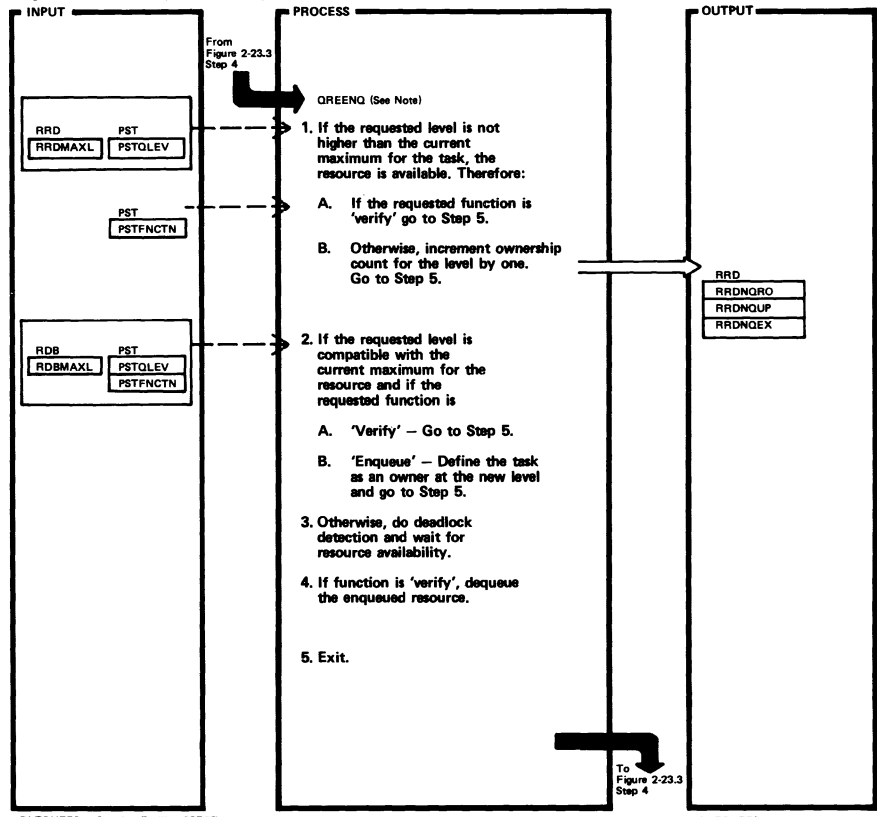 INPUT
PROCESS
OUTPUT
From
Figure 2-23.3
Step 4
QREENQ (See Note)
RRD PST
RRDMAXL PSTQLEV
1. If the requested level is not
higher than the current
maximum for the task, the
resource is available. Therefore:
PST
PSTFNCTN
A. If the requested function is
'verify' go to Step 5.
B. Otherwise, increment ownership
count for the level by one.
Go to Step 5.
RRD
RRDNQRO
RRDNQUP
RRDNQEX
RDB PST
RDBMAXL PSTQLEV
PSTFNCTN
2. If the requested level is
compatible with the
current maximum for the
resource and if the
requested function is
A. 'Verify' — Go to Step 5.
B. 'Enqueue' — Define the task
as an owner at the new level
and go to Step 5.
3. Otherwise, do deadlock
detection and wait for
resource availability.
4. If function is 'verify', dequeue
the enqueued resource.
5. Exit.
To
Figure 2-23.3
Step 4